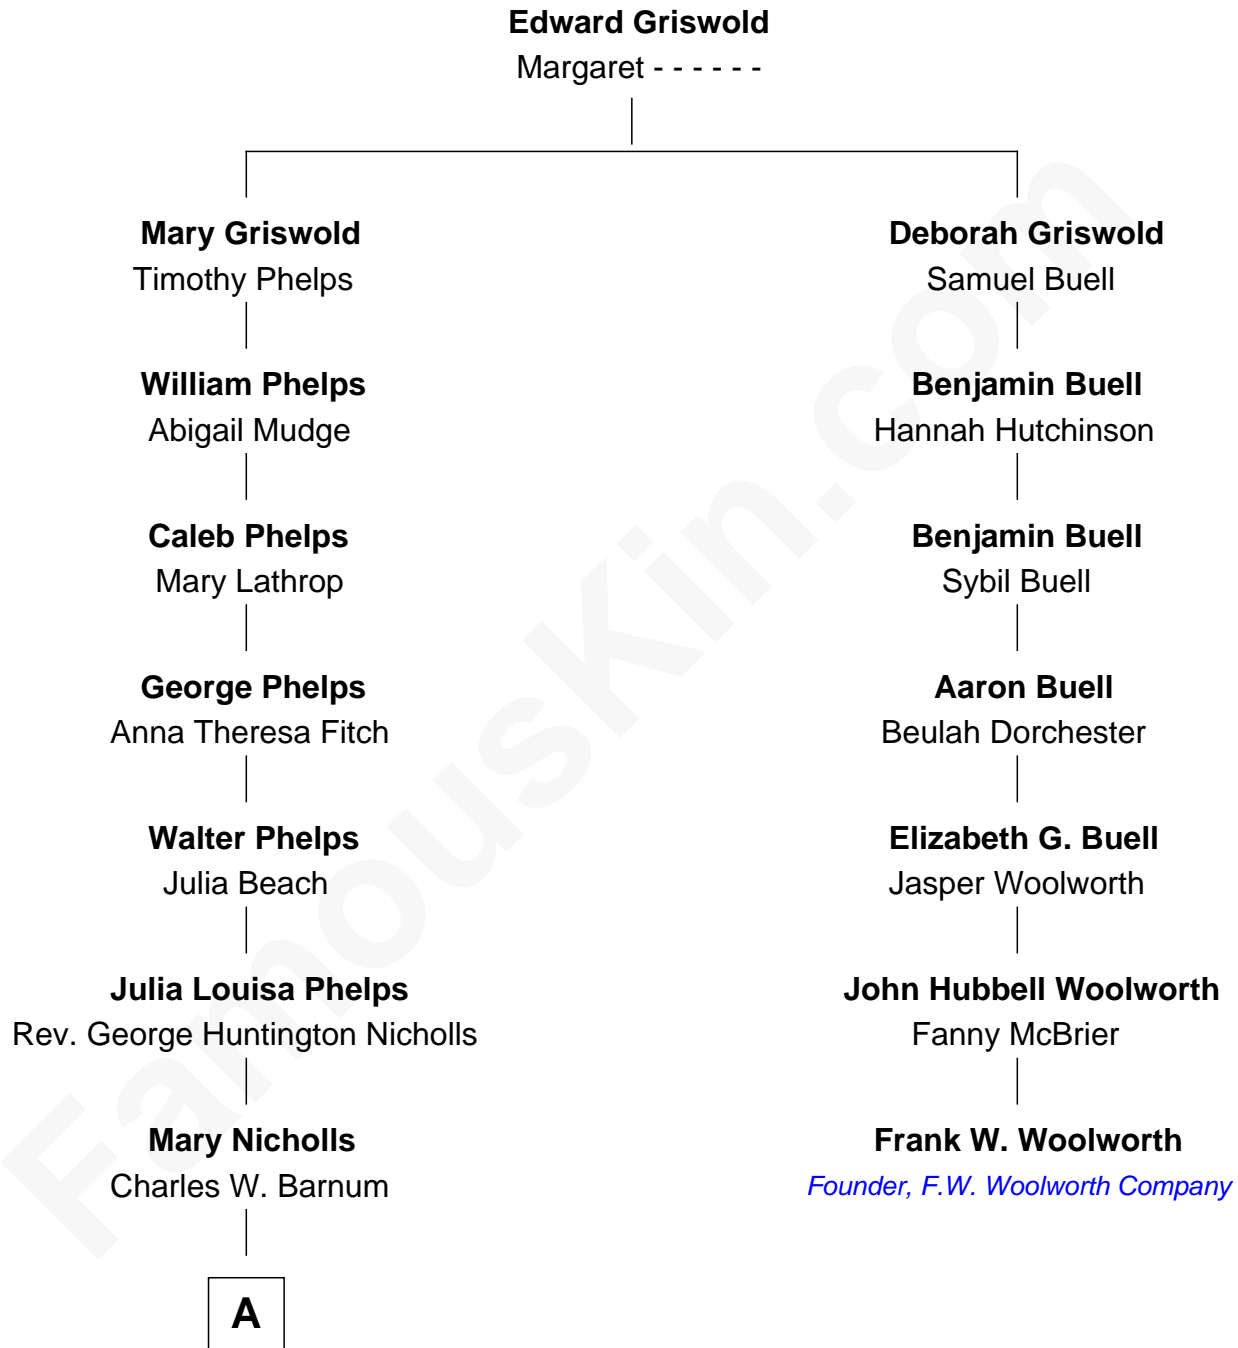 Edward Griswold
Margaret - - - - - -
Mary Griswold
Timothy Phelps
Deborah Griswold
Samuel Buell
William Phelps
Abigail Mudge
Benjamin Buell
Hannah Hutchinson
Caleb Phelps
Mary Lathrop
Benjamin Buell
Sybil Buell
George Phelps
Anna Theresa Fitch
Aaron Buell
Beulah Dorchester
Walter Phelps
Julia Beach
Elizabeth G. Buell
Jasper Woolworth
Julia Louisa Phelps
Rev. George Huntington Nicholls
John Hubbell Woolworth
Fanny McBrier
Mary Nicholls
Charles W. Barnum
Frank W. Woolworth
Founder, F.W. Woolworth Company
A
FamousKin.com